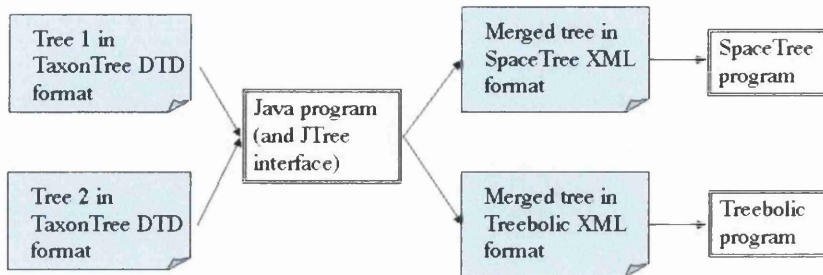 Tree 1 in
TaxonTree DTD
format
Tree 2 in
TaxonTree DTD
format
Java program
(and JTree
interface)
Merged tree in
SpaceTree XML
format
Merged tree in
Treebolic XML
format
SpaceTree
program
Treebolic
program